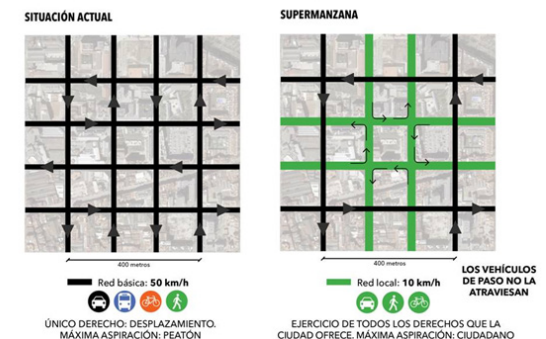 SITUACIÓN ACTUAL
400 metros
Red básica: 50 km/h
ÚNICO DERECHO: DESPLAZAMIENTO.
MÁXIMA ASPIRACIÓN: PEATÓN
SUPERMANZANA
400 metros
Red local: 10 km/h
LOS VEHÍCULOS
DE PASO NO LA
ATRAVIESAN
EJERCICIO DE TODOS LOS DERECHOS QUE LA
CIUDAD OFRECE. MÁXIMA ASPIRACIÓN: CIUDADANO